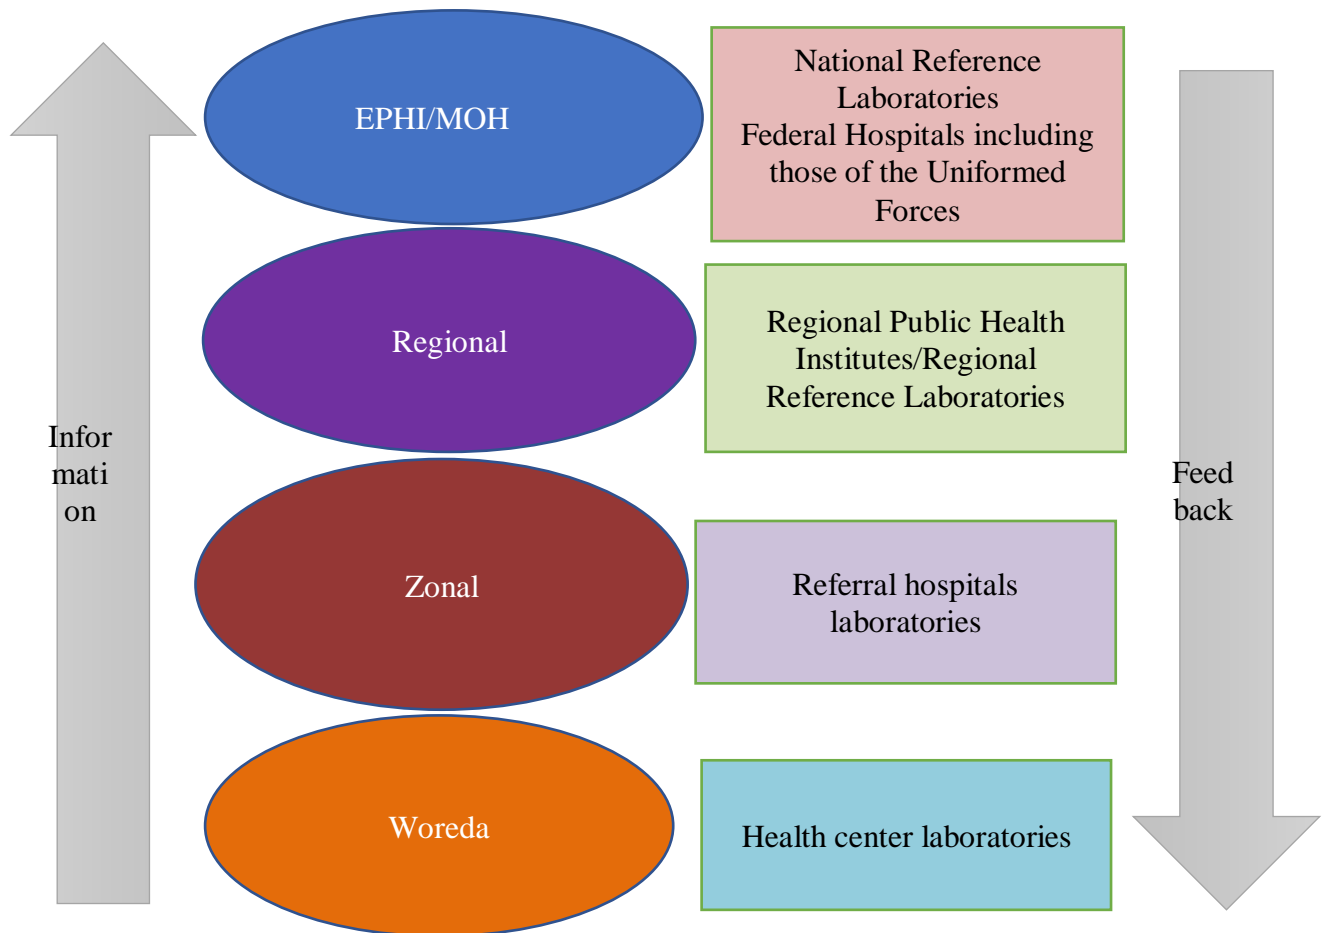 EPHI/MOH
National Reference
Laboratories
Federal Hospitals including
those of the Uniformed
Forces
Regional
Regional Public Health
Institutes/Regional
Reference Laboratories
Infor
mati
on
Feed
back
Zonal
Referral hospitals
laboratories
Woreda
Health center laboratories